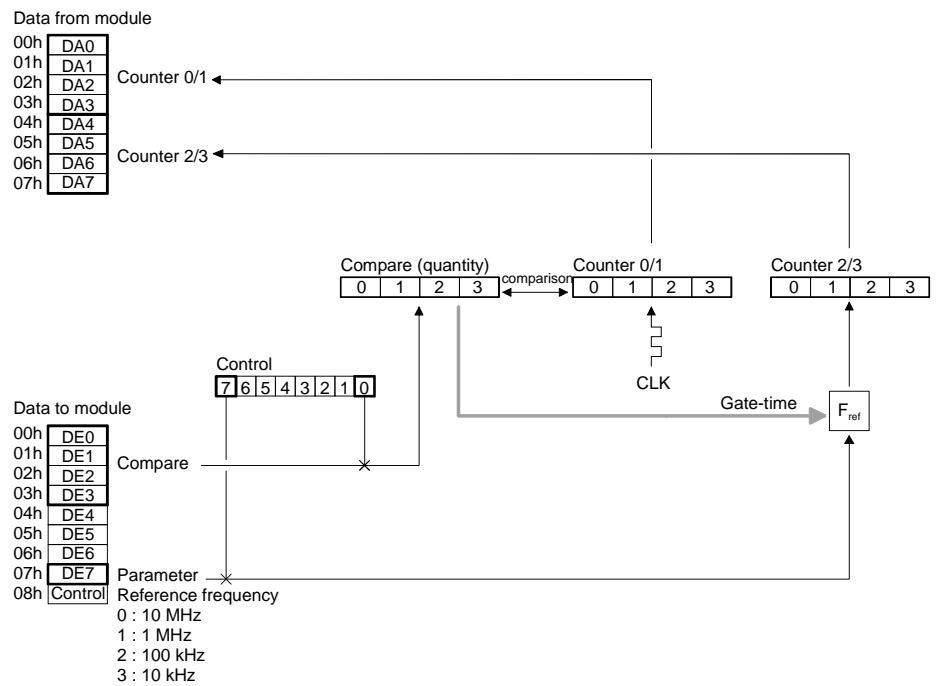 Data from module
00h DA0
01h DA1
02h DA2
03h DA3
04h DA4
05h DA5
06h DA6
07h DA7
Counter 0/1
Counter 2/3
Compare (quantity)
0 1 2 3
comparison
Counter 0/1
0 1 2 3
Counter 2/3
0 1 2 3
CLK
Control
7 6 5 4 3 2 1 0
Gate-time
Fref
Data to module
00h DE0
01h DE1
02h DE2
03h DE3
04h DE4
05h DE5
06h DE6
07h DE7
08h Control
Compare
Parameter
Reference frequency
0 : 10 MHz
1 : 1 MHz
2 : 100 kHz
3 : 10 kHz